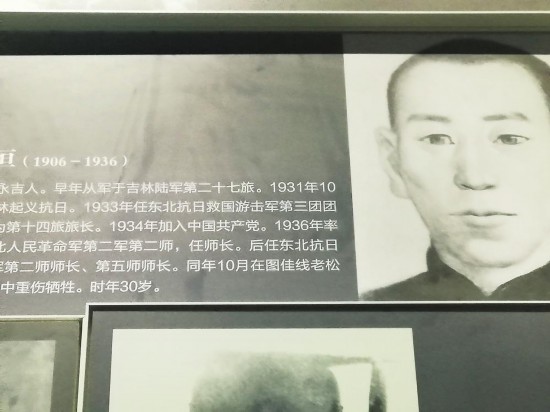 恒（1906－1936）
永吉人。早年从军于吉林陆军第二十七旅。1931年10
林起义抗日。1933年任东北抗日救国游击军第三团团
为第十四旅旅长。1934年加入中国共产党。1936年率
北人民革命军第二军第二师，任师长。后任东北抗日
军第二师师长、第五师师长。同年10月在图佳线老松
中重伤牺牲。时年30岁。